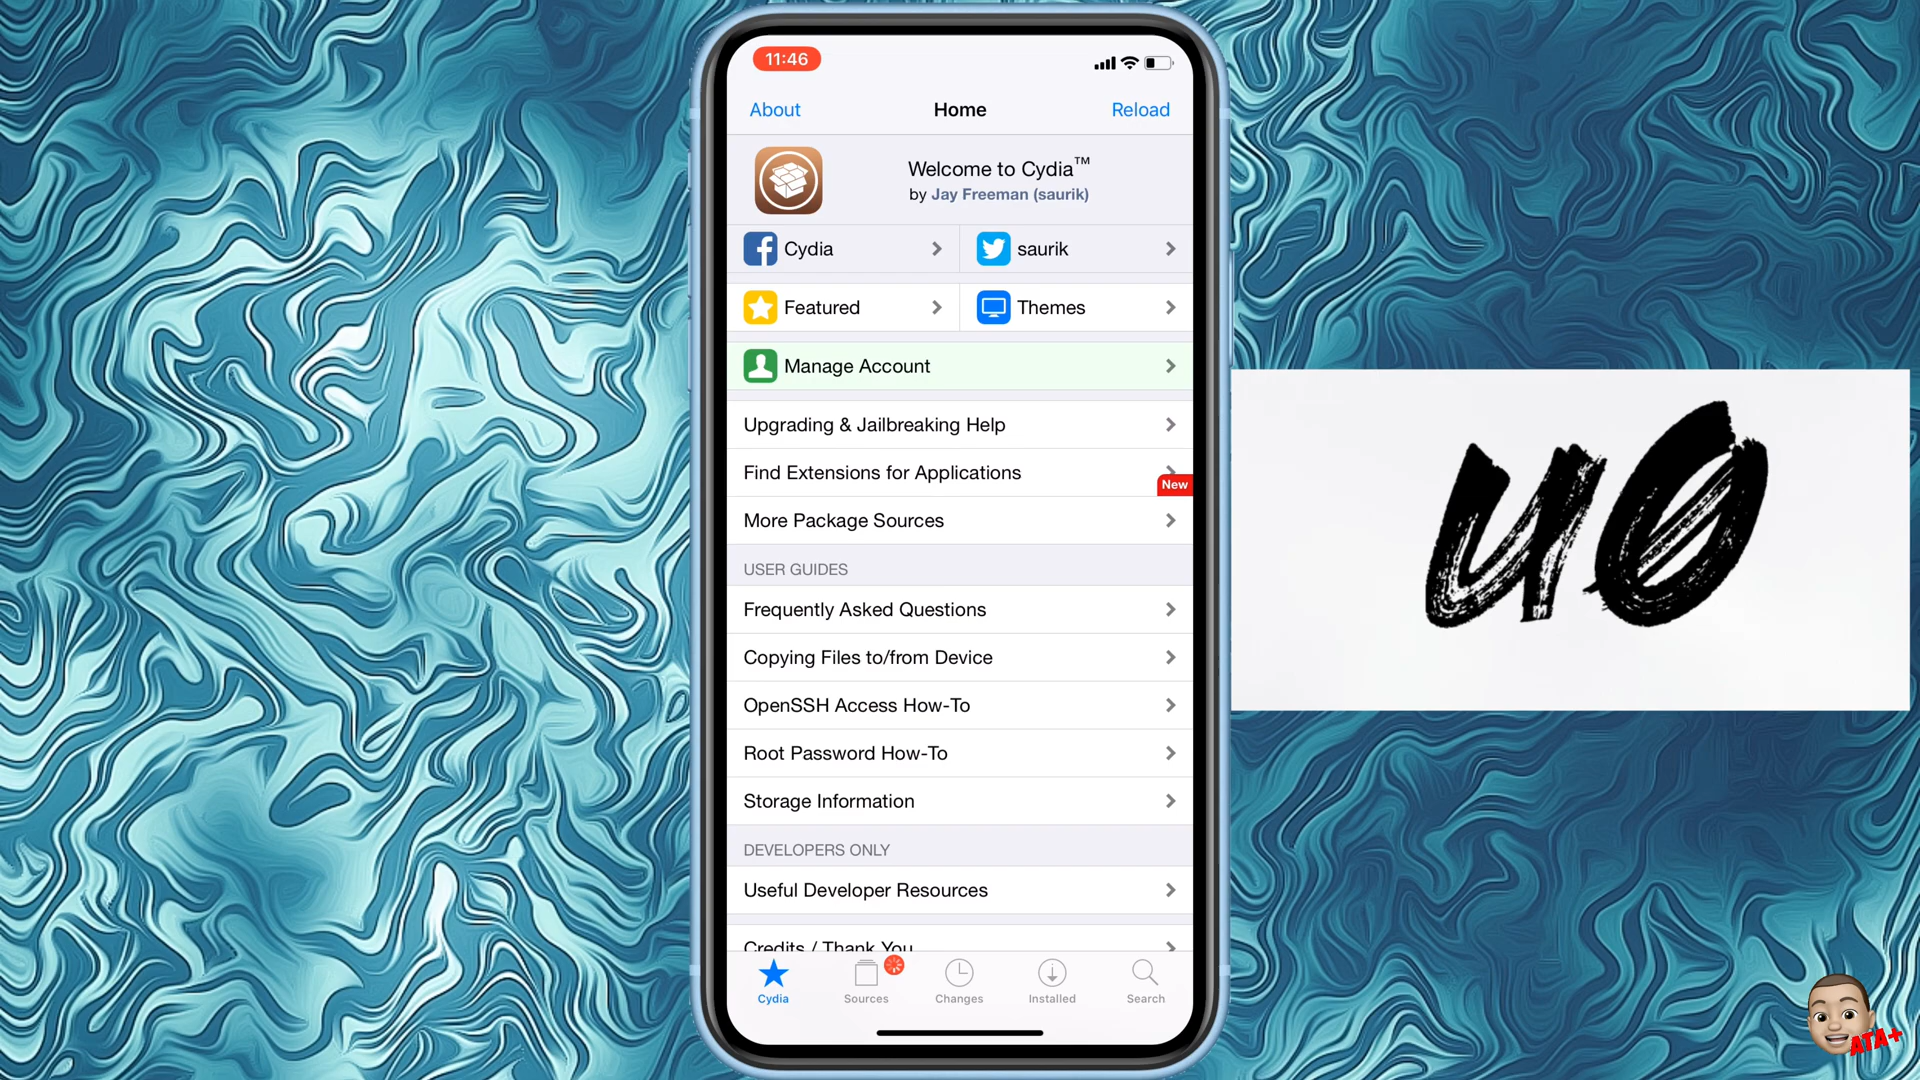 11:46
About Home Reload
Welcome to Cydia™
by Jay Freeman (saurik)
Cydia
saurik
Featured
Themes
Manage Account
Upgrading & Jailbreaking Help
Find Extensions for Applications
New
More Package Sources
USER GUIDES
Frequently Asked Questions
Copying Files to/from Device
OpenSSH Access How-To
Root Password How-To
Storage Information
DEVELOPERS ONLY
Useful Developer Resources
Credits / Thank You
Cydia Sources Changes Installed Search
uO
ATA+